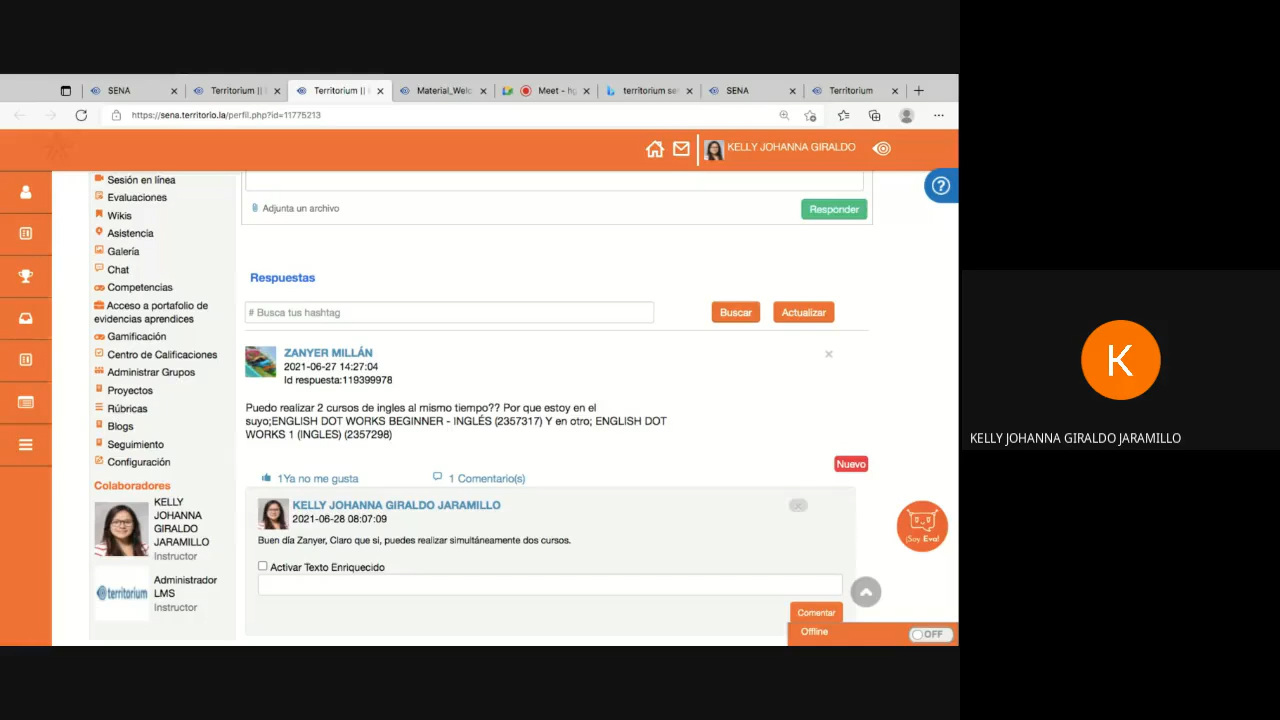 SENA
Territorium ||
Territorium ||
Material_Welc
Meet - h
territorium se
SENA
Territorium
https://sena.territorio.la/perfil.php?id=11775213
KELLY JOHANNA GIRALDO
Sesión en línea
Evaluaciones
Wikis
Asistencia
Galería
Chat
Competencias
Acceso a portafolio de
evidencias aprendices
Gamificación
Centro de Calificaciones
Administrar Grupos
Proyectos
Rúbricas
Blogs
Seguimiento
Configuración
Colaboradores
KELLY
JOHANNA
GIRALDO
JARAMILLO
Instructor
territorium
Administrador
LMS
Instructor
Adjunta un archivo
Responder
Respuestas
# Busca tus hashtag
Buscar
Actualizar
ZANYER MILLÁN
2021-06-27 14:27:04
Id respuesta:119399978
Puedo realizar 2 cursos de ingles al mismo tiempo?? Por que estoy en el
suyo;ENGLISH DOT WORKS BEGINNER - INGLÉS (2357317) Y en otro; ENGLISH DOT
WORKS 1 (INGLES) (2357298)
Nuevo
1Ya no me gusta
1 Comentario(s)
KELLY JOHANNA GIRALDO JARAMILLO
2021-06-28 08:07:09
Buen día Zanyer, Claro que si, puedes realizar simultáneamente dos cursos.
Activar Texto Enriquecido
Comentar
Offline
OFF
¡Soy Eva!
K
KELLY JOHANNA GIRALDO JARAMILLO